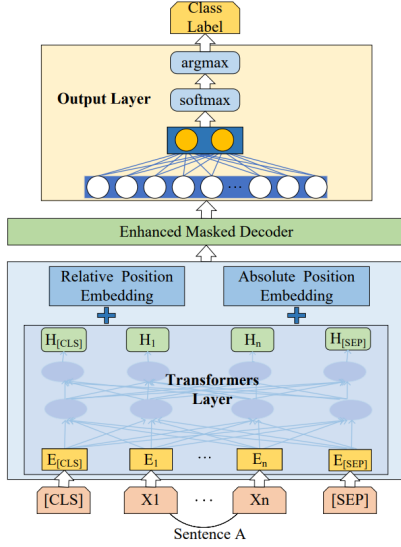 Class
Label
argmax
Output Layer
softmax
...
Enhanced Masked Decoder
Relative Position
Embedding
Absolute Position
Embedding
H[CLS] H1 Hn H[SEP]
Transformers
Layer
E[CLS] E1 ... En E[SEP]
[CLS] X1 ... Xn [SEP]
Sentence A